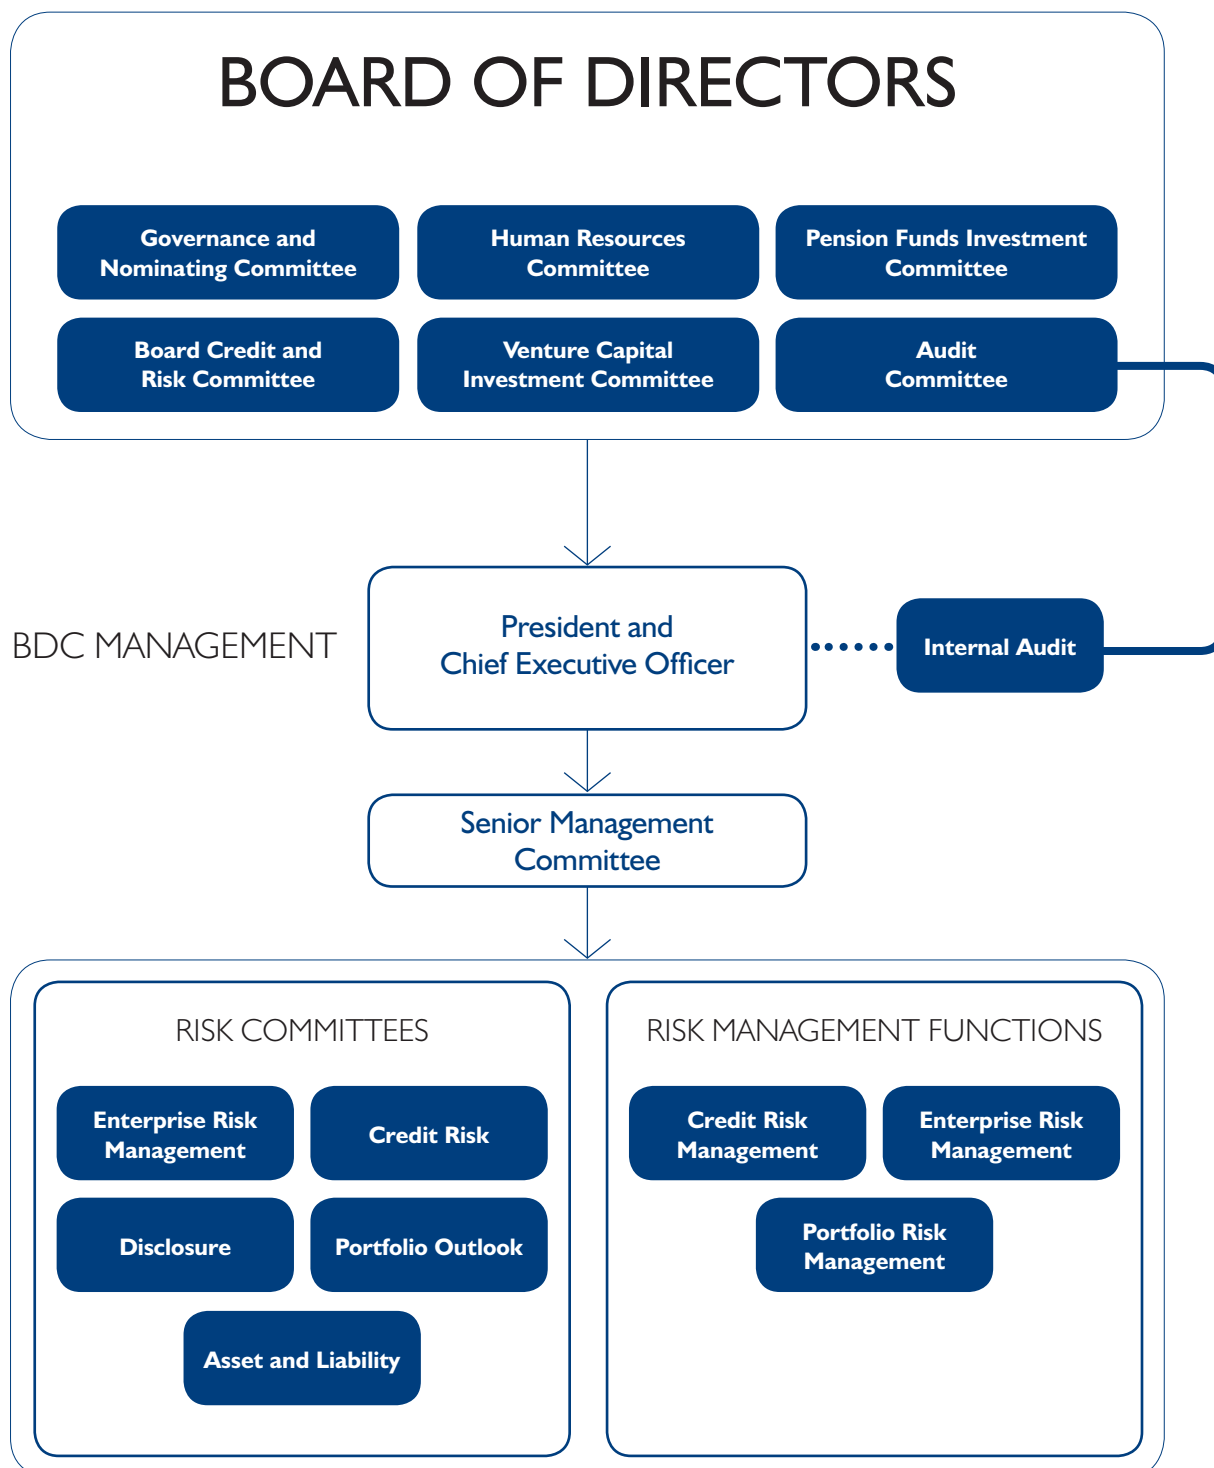 BOARD OF DIRECTORS
Governance and
Nominating Committee
Human Resources
Committee
Pension Funds Investment
Committee
Board Credit and
Risk Committee
Venture Capital
Investment Committee
Audit
Committee
BDC MANAGEMENT
President and
Chief Executive Officer
Internal Audit
Senior Management
Committee
RISK COMMITTEES
Enterprise Risk
Management
Credit Risk
Disclosure
Portfolio Outlook
Asset and Liability
RISK MANAGEMENT FUNCTIONS
Credit Risk
Management
Enterprise Risk
Management
Portfolio Risk
Management